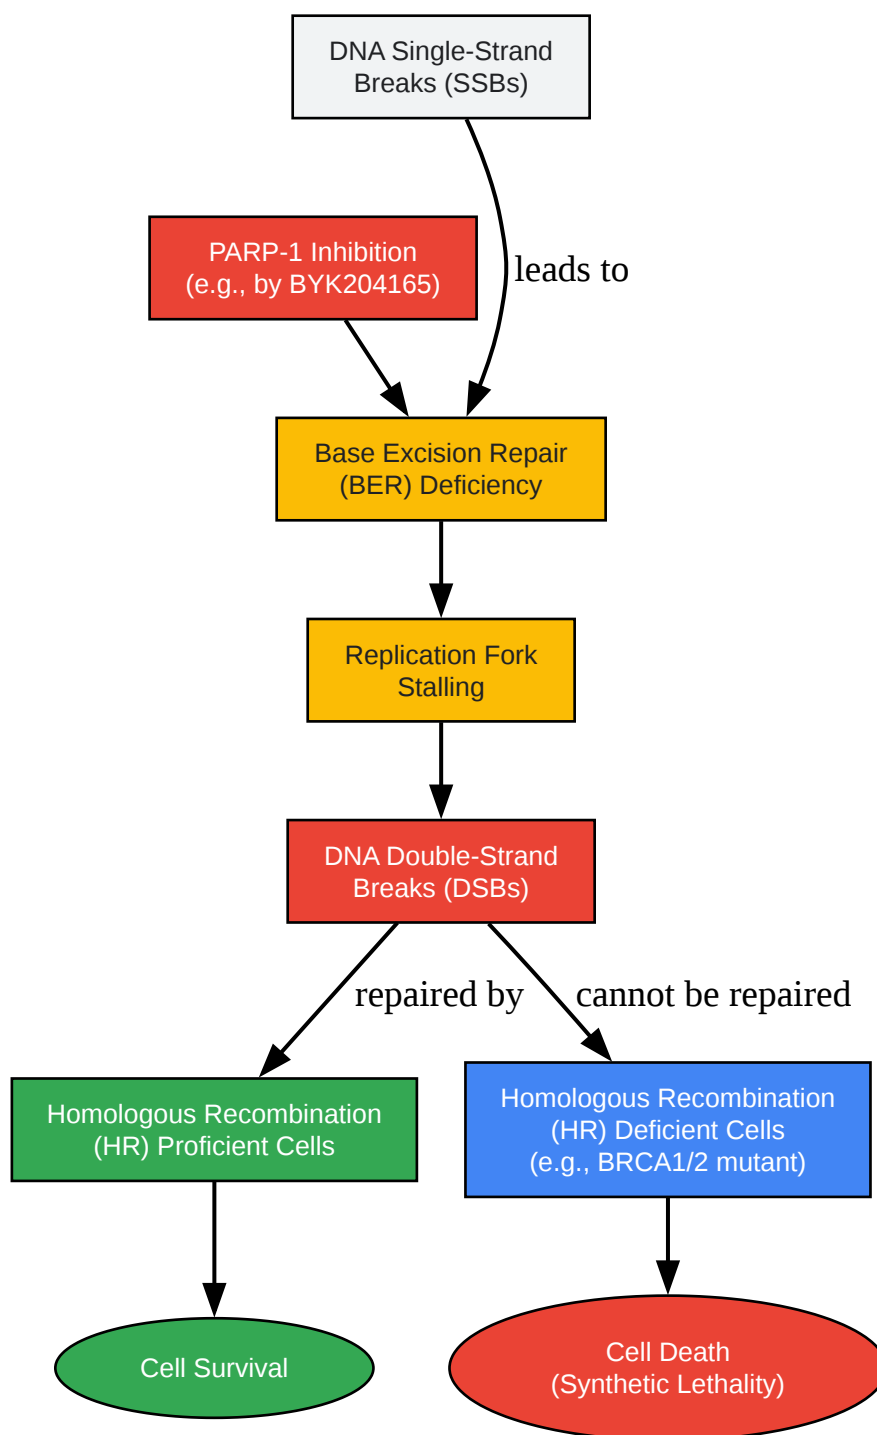 DNA Single-Strand
Breaks (SSBs)
PARP-1 Inhibition
(e.g., by BYK204165)
leads to
Base Excision Repair
(BER) Deficiency
Replication Fork
Stalling
DNA Double-Strand
Breaks (DSBs)
repaired by
cannot be repaired
Homologous Recombination
(HR) Proficient Cells
Homologous Recombination
(HR) Deficient Cells
(e.g., BRCA1/2 mutant)
Cell Survival
Cell Death
(Synthetic Lethality)